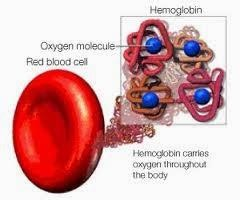 Hemoglobin
Oxygen molecule
Red blood cell
Hemoglobin carries
oxygen throughout
the body